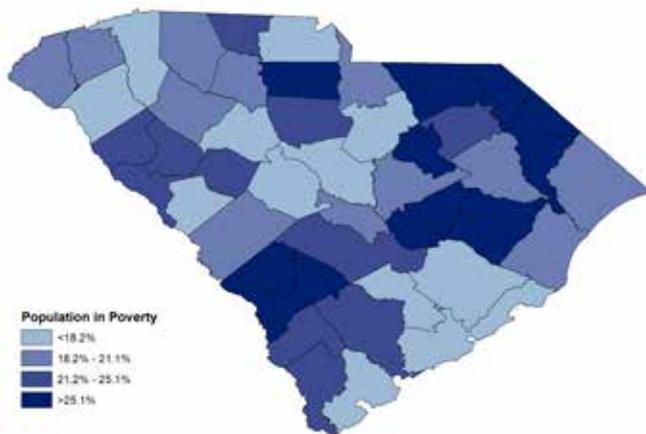 Population in Poverty
<18.2%
18.2% - 21.1%
21.2% - 25.1%
>25.1%